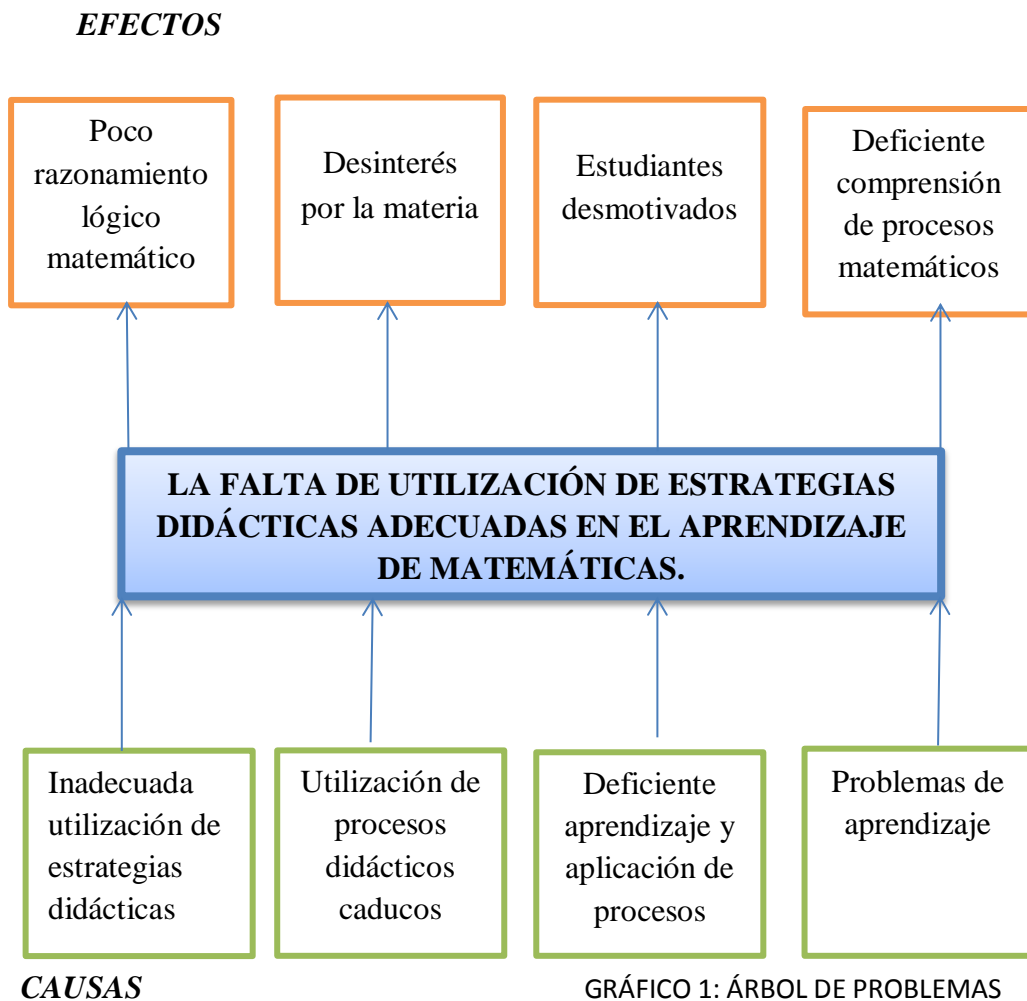 EFECTOS
Poco
razonamiento
lógico
matemático
Desinterés
por la materia
Estudiantes
desmotivados
Deficiente
comprensión
de procesos
matemáticos
LA FALTA DE UTILIZACIÓN DE ESTRATEGIAS
DIDÁCTICAS ADECUADAS EN EL APRENDIZAJE
DE MATEMÁTICAS.
Inadecuada
utilización de
estrategias
didácticas
Utilización de
procesos
didácticos
caducos
Deficiente
aprendizaje y
aplicación de
procesos
Problemas de
aprendizaje
CAUSAS
GRÁFICO 1: ÁRBOL DE PROBLEMAS